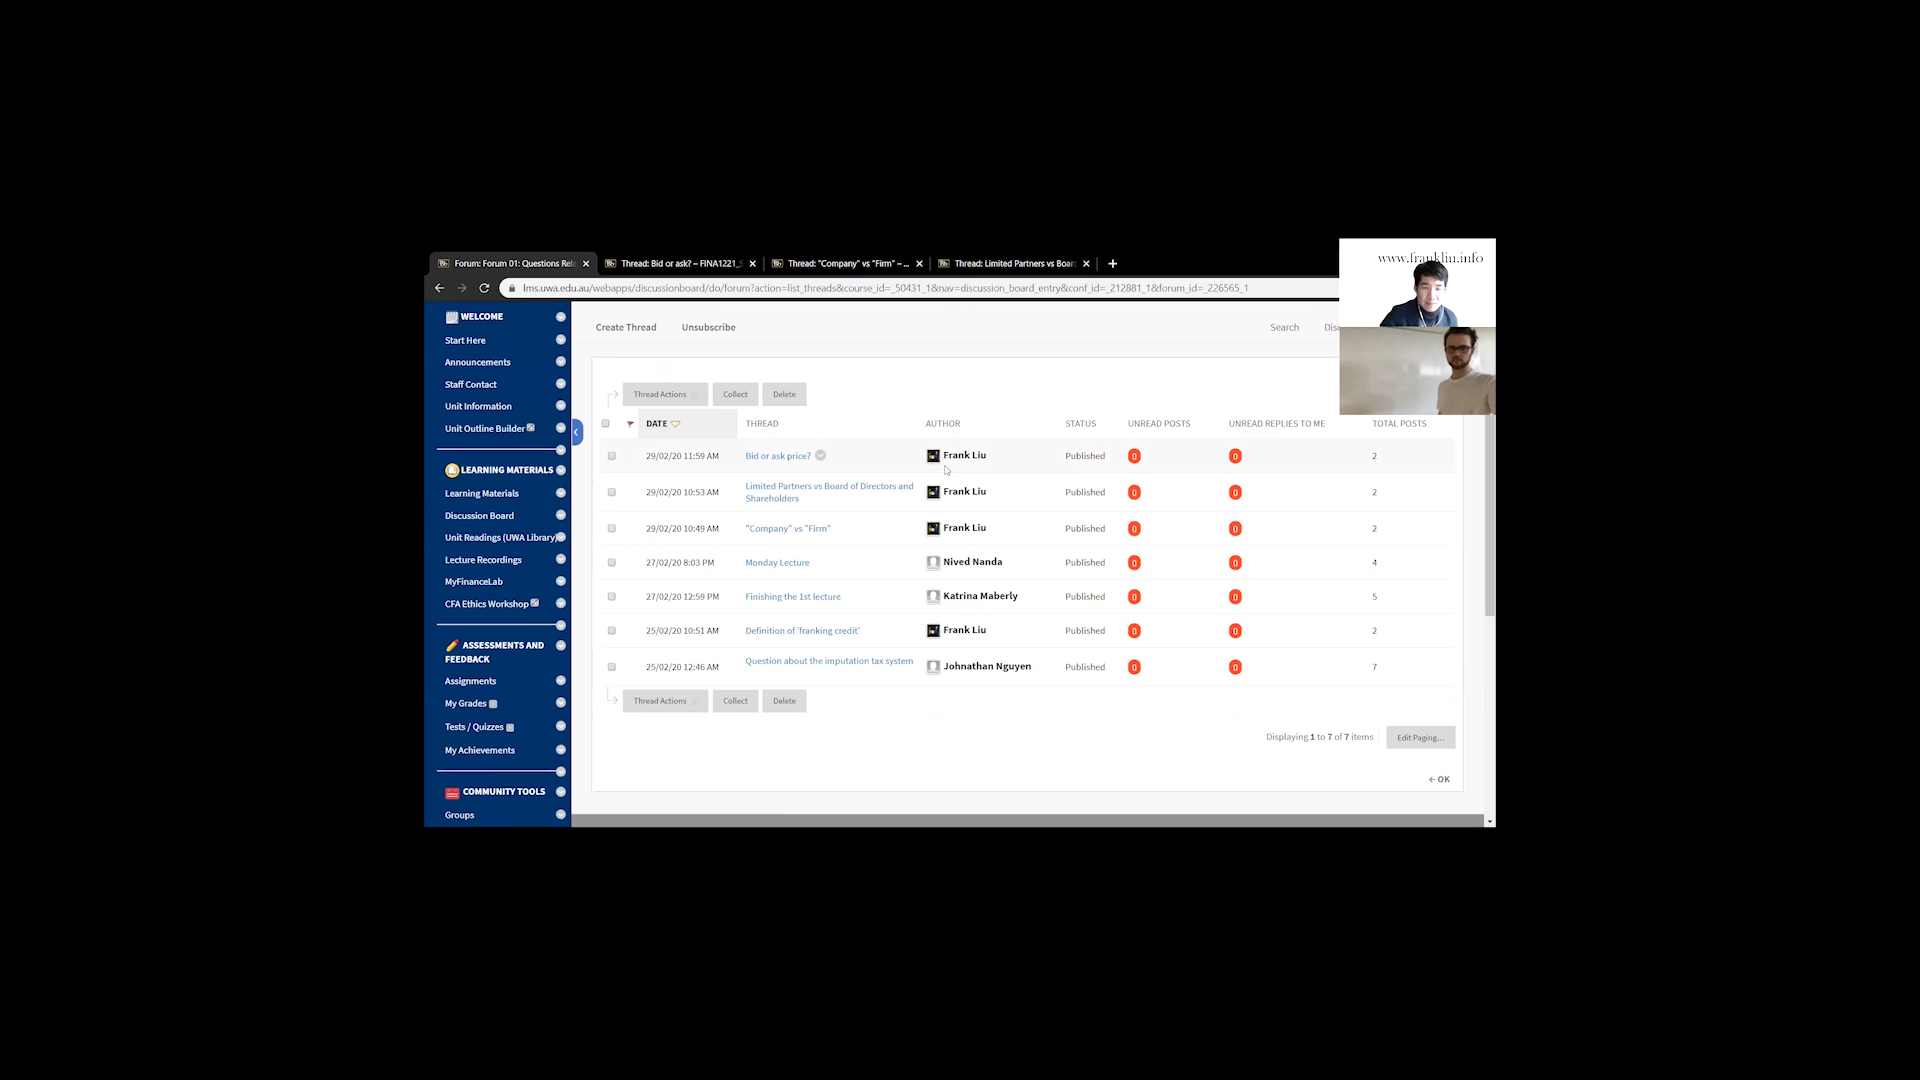 Forum: Forum 01: Questions Rela
Thread: Bid or ask? – FINA1221_S
Thread: "Company" vs "Firm" – ...
Thread: Limited Partners vs Board
lms.uwa.edu.au/webapps/discussionboard/do/forum?action=list_threads&course_id=_50431_1&nav=discussion_board_entry&conf_id=_212881_1&forum_id=_226565_1
www.frankliu.info
WELCOME
Start Here
Announcements
Staff Contact
Unit Information
Unit Outline Builder
LEARNING MATERIALS
Learning Materials
Discussion Board
Unit Readings (UWA Library)
Lecture Recordings
MyFinanceLab
CFA Ethics Workshop
ASSESSMENTS AND
FEEDBACK
Assignments
My Grades
Tests / Quizzes
My Achievements
COMMUNITY TOOLS
Groups
Create Thread Unsubscribe Search Dis
Thread Actions Collect Delete
DATE THREAD AUTHOR STATUS UNREAD POSTS UNREAD REPLIES TO ME TOTAL POSTS
29/02/20 11:59 AM Bid or ask price? Frank Liu Published 0 0 2
29/02/20 10:53 AM Limited Partners vs Board of Directors and Frank Liu Published 0 0 2
Shareholders
29/02/20 10:49 AM "Company" vs "Firm" Frank Liu Published 0 0 2
27/02/20 8:03 PM Monday Lecture Nived Nanda Published 0 0 4
27/02/20 12:59 PM Finishing the 1st lecture Katrina Maberly Published 0 0 5
25/02/20 10:51 AM Definition of 'franking credit' Frank Liu Published 0 0 2
25/02/20 12:46 AM Question about the imputation tax system Johnathan Nguyen Published 0 0 7
Thread Actions Collect Delete
Displaying 1 to 7 of 7 items Edit Paging...
OK